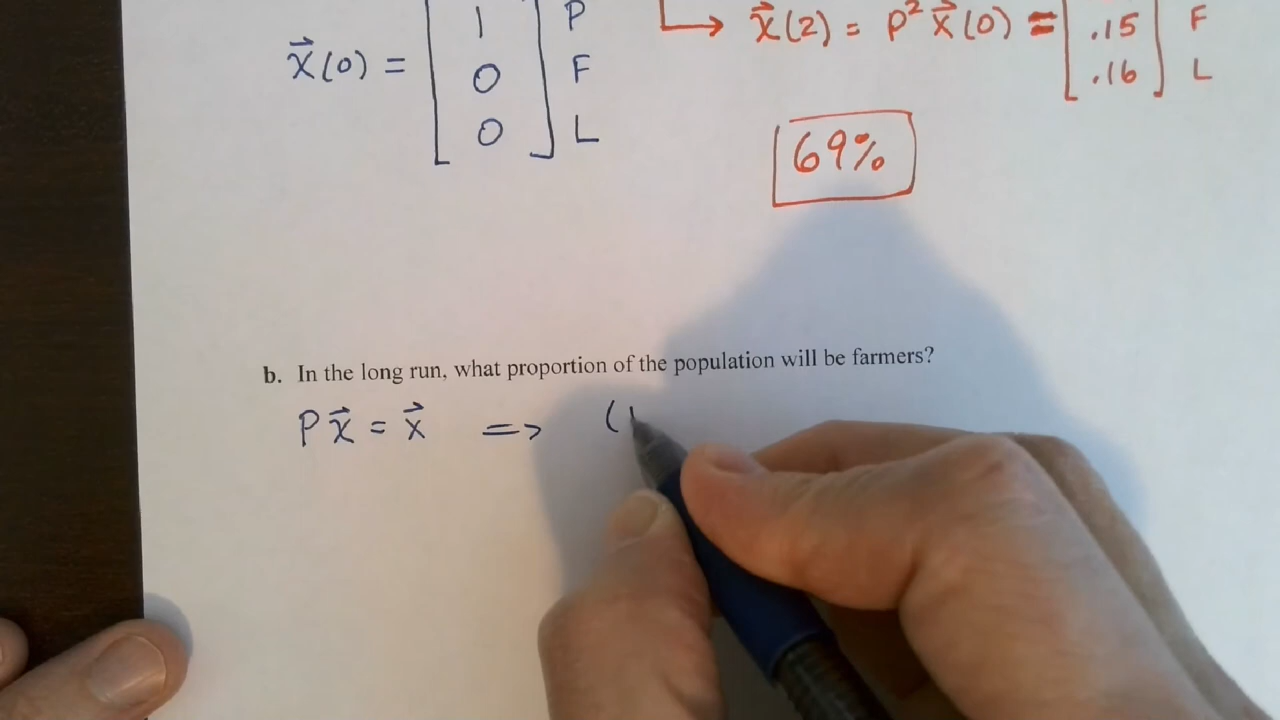 x⃗(0) = [ 1 0 0 ] P F L
↳ x⃗(2) = P² x⃗(0) = [ .15 .16 ] F L
69%
b. In the long run, what proportion of the population will be farmers?
Px⃗ = x⃗ => (